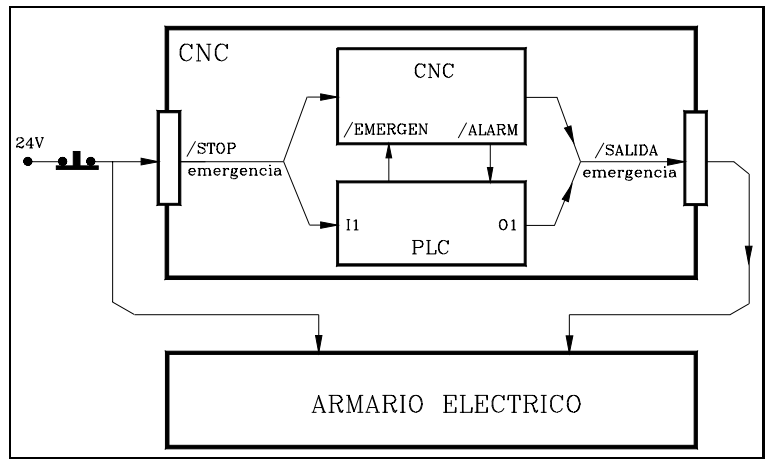 CNC
CNC
24V
/STOP
emergencia
/EMERGEN
/ALARM
/SALIDA
emergencia
I1
O1
PLC
ARMARIO ELECTRICO